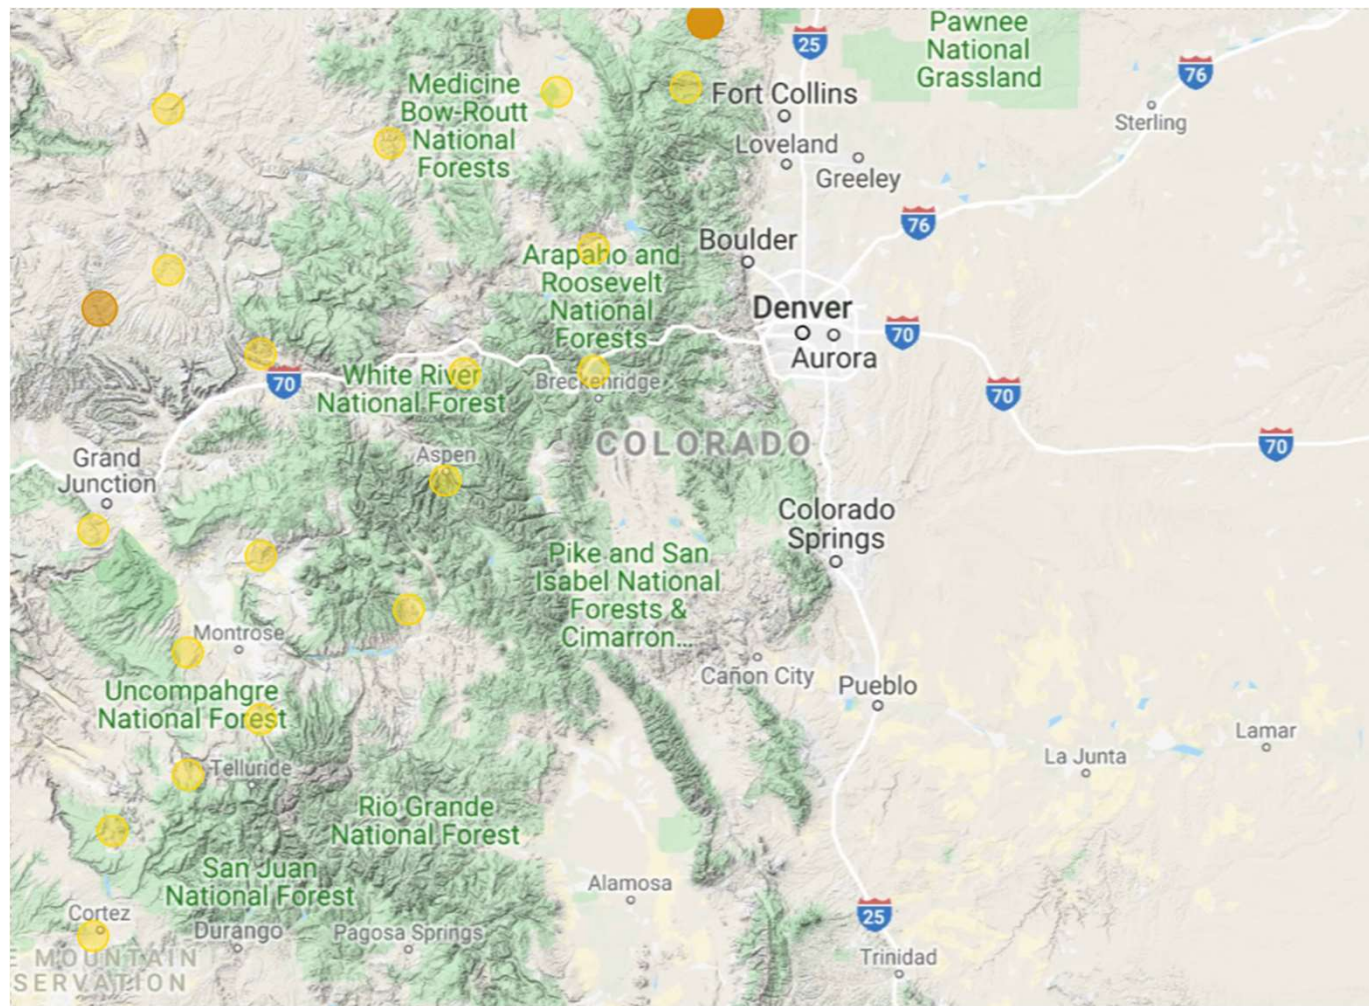 Pawnee
National
Grassland
25
76
Medicine
Bow-Routt
National
Forests
Fort Collins
Sterling
Loveland
Greeley
76
Boulder
Arapaho and
Roosevelt
National
Forests
Denver
70
Aurora
70
White River
National Forest
Breckenridge
70
COLORADO
70
Grand
Junction
Aspen
Colorado
Springs
Pike and San
Isabel National
Forests &
Cimarron...
Montrose
Cañon City
Pueblo
Uncompahgre
National Forest
Lamar
La Junta
Telluride
Rio Grande
National Forest
San Juan
National Forest
Alamosa
Cortez
Durango
Pagosa Springs
25
Trinidad
E MOUNTAIN
SERVATION